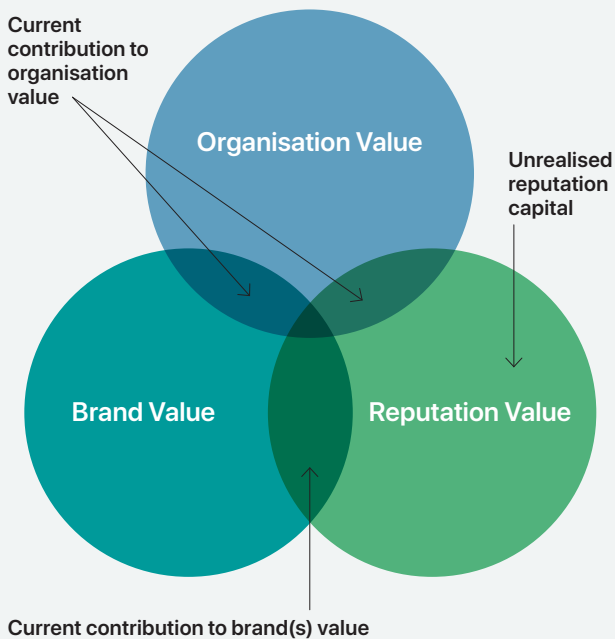 Current
contribution to
organisation
value
Organisation Value
Unrealised
reputation
capital
Brand Value
Reputation Value
Current contribution to brand(s) value